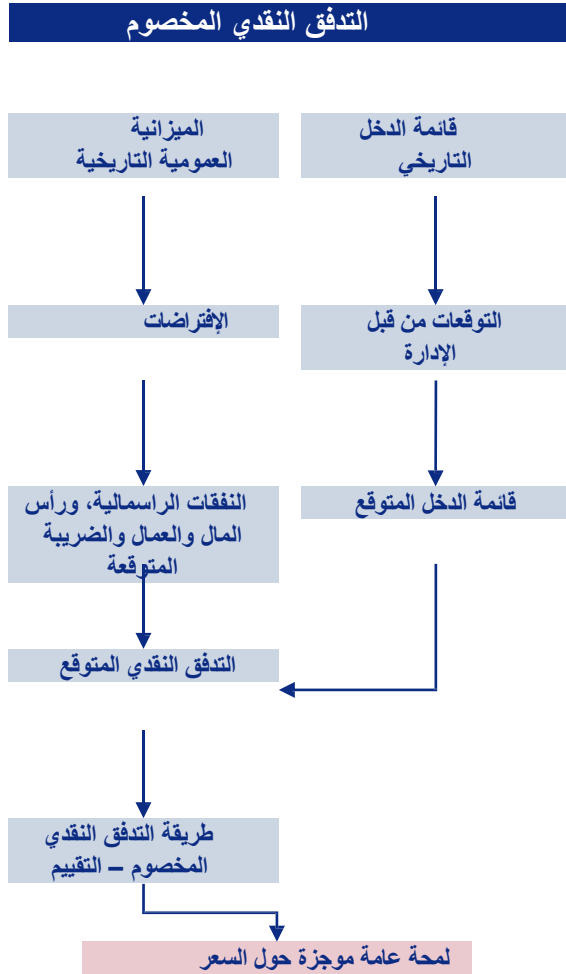 التدفق النقدي المخصوم
قائمة الدخل
التاريخي
الميزانية
العمومية التاريخية
التوقعات من قبل
الإدارة
الإفتراضات
قائمة الدخل المتوقع
النفقات الراسمالية، ورأس
المال والعمال والضريبة
المتوقعة
التدفق النقدي المتوقع
طريقة التدفق النقدي
المخصوم – التقييم
لمحة عامة موجزة حول السعر